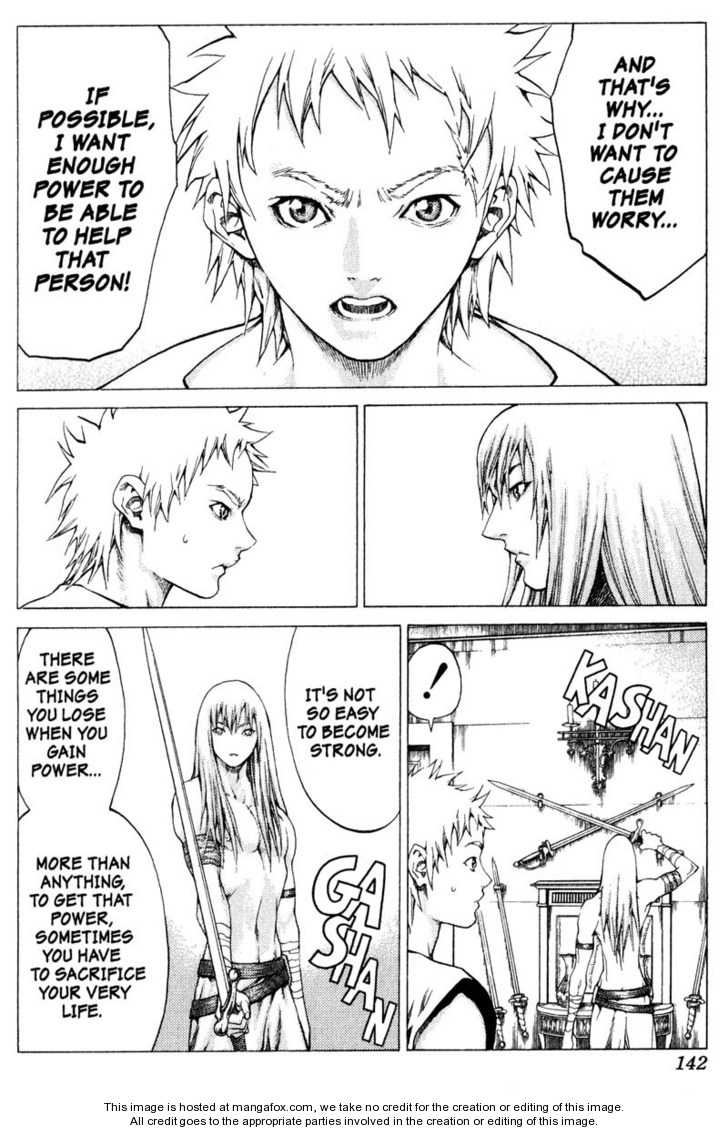 AND
THAT'S
WHY...
I DON'T
WANT TO
CAUSE
THEM
WORRY...
IF
POSSIBLE,
I WANT
ENOUGH
POWER TO
BE ABLE
TO HELP
THAT
PERSON!
!
KASHAN
IT'S NOT
SO EASY
TO BECOME
STRONG.
GASHAN
THERE
ARE SOME
THINGS
YOU LOSE
WHEN YOU
GAIN
POWER...
MORE THAN
ANYTHING,
TO GET THAT
POWER,
SOMETIMES
YOU HAVE
TO SACRIFICE
YOUR VERY
LIFE.
142
This image is hosted at mangafox.com, we take no credit for the creation or editing of this image.
All credit goes to the appropriate parties involved in the creation or editing of this image.